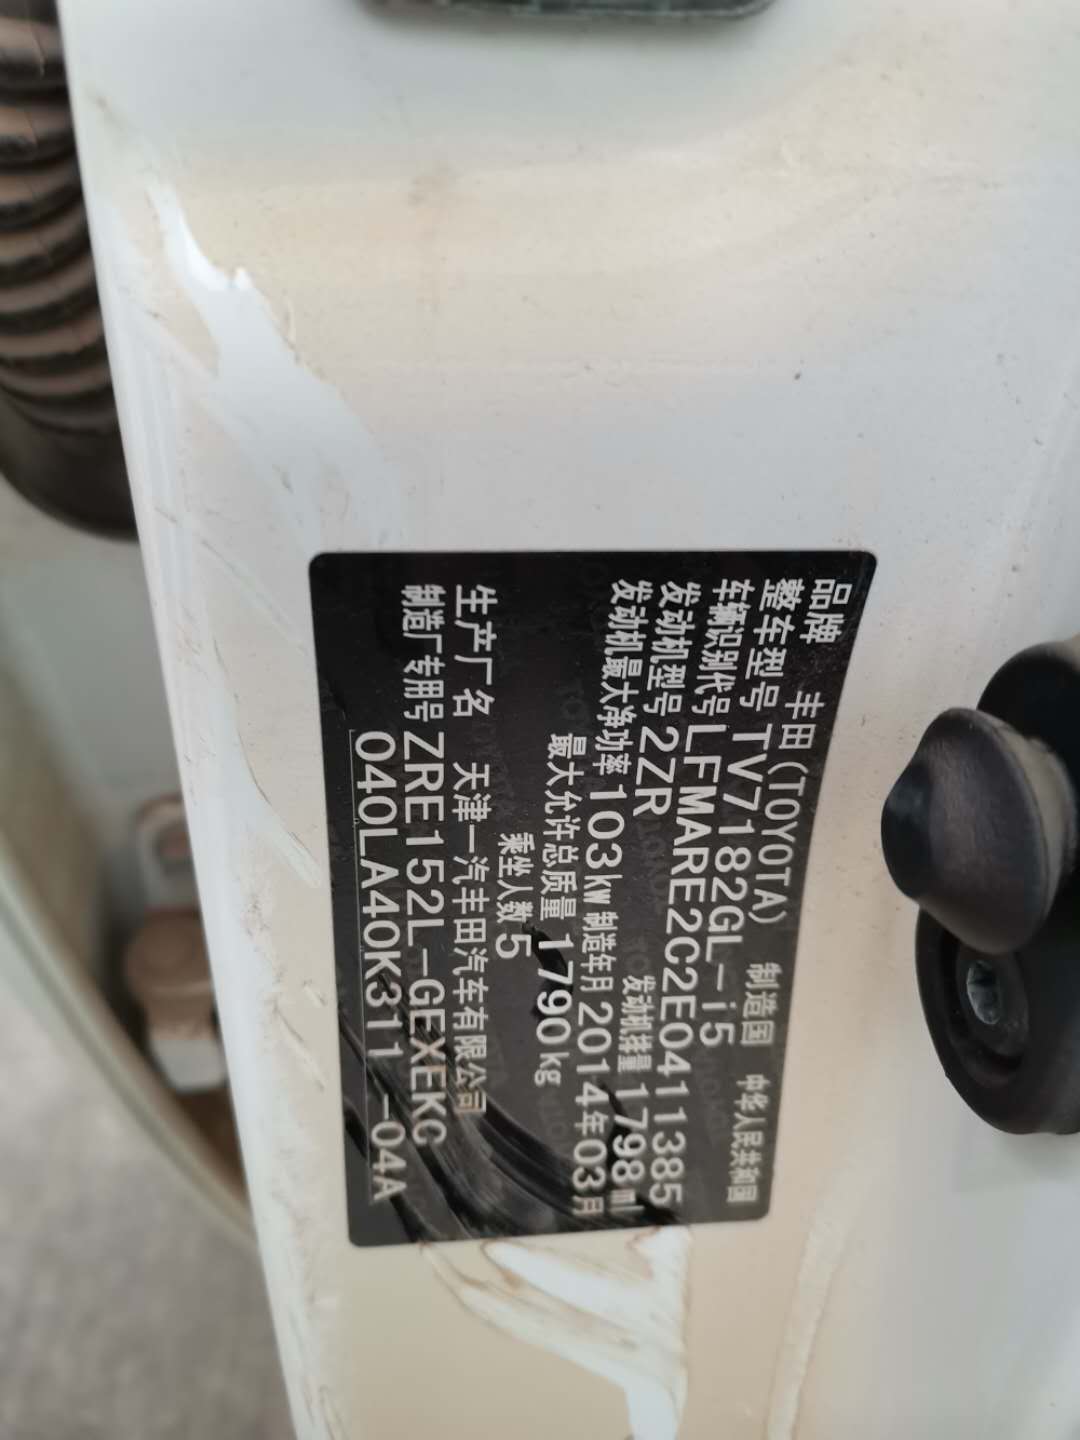 品牌 丰田(TOYOTA) 制造国 中华人民共和国
整车型号 TV7182GL-i5
车辆识别代号 LFMARE2C2E0411385
发动机型号 2ZR 发动机排量 1798ml
发动机最大净功率 103kW 制造年月 2014年03月
最大允许总质量 1790kg
乘坐人数 5
生产厂名 天津一汽丰田汽车有限公司
制造厂专用号 ZRE152L-GEXEKC
040LA40K311-04A